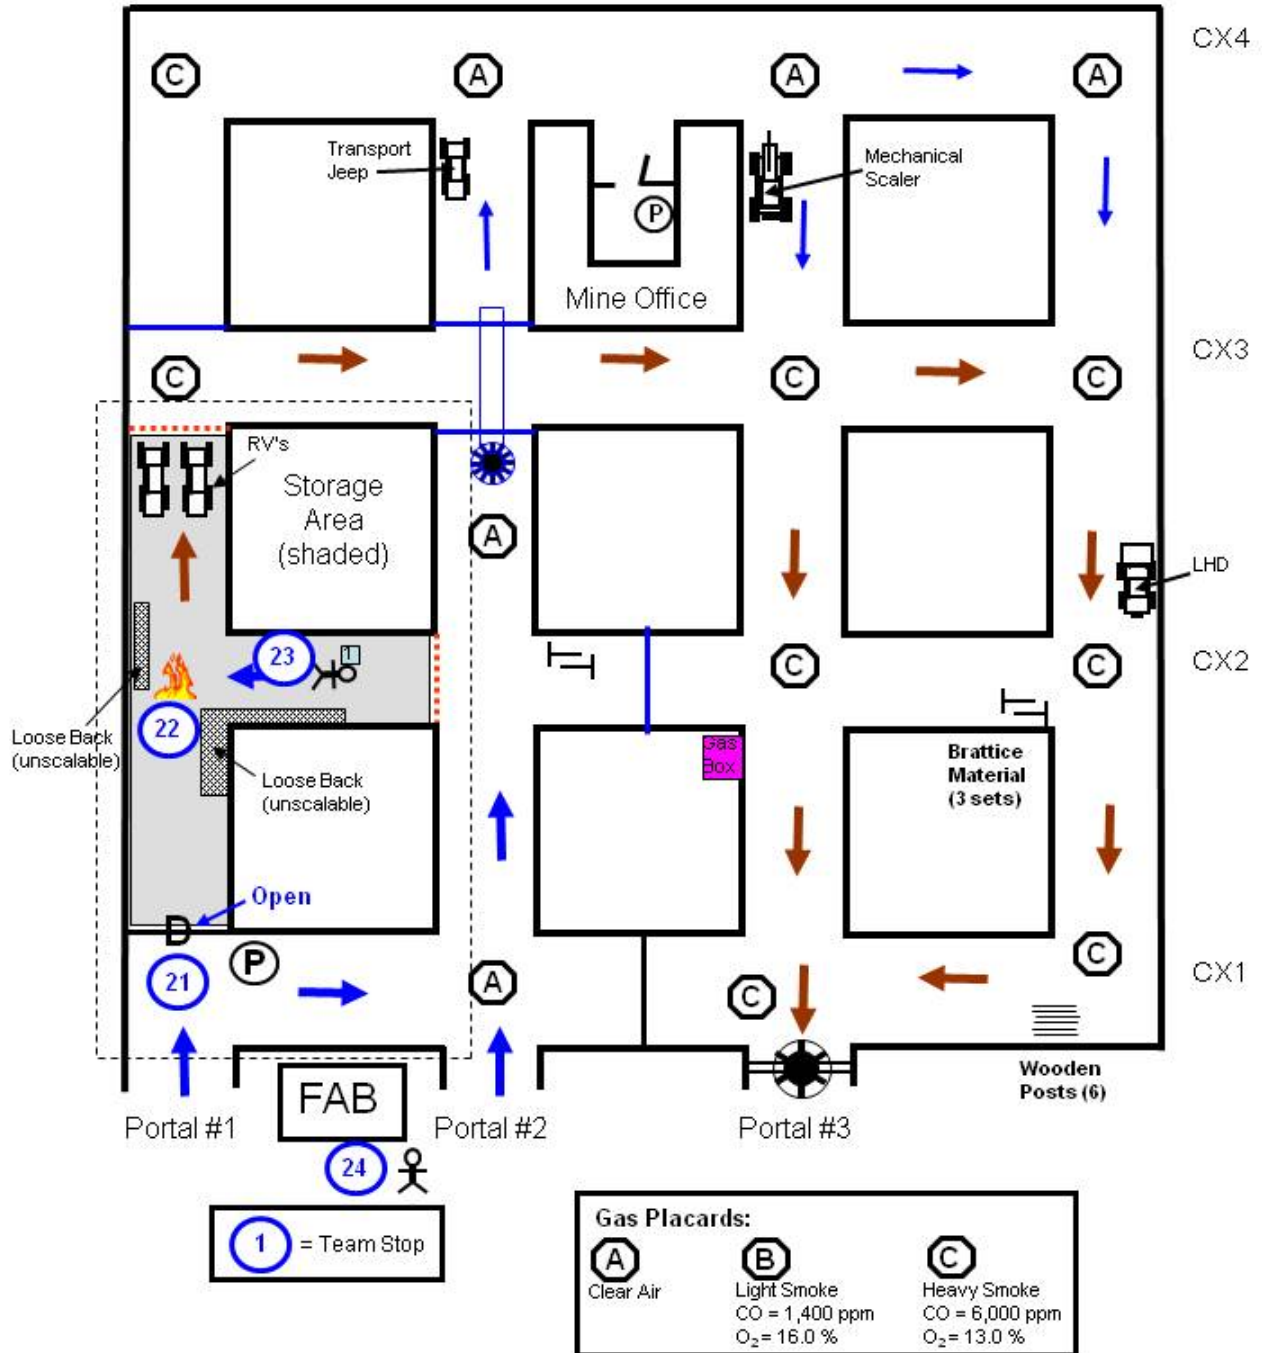 CX4
C
A
A
A
Transport
Jeep
Mechanical
Scaler
P
Mine Office
CX3
C
C
C
RV's
Storage
Area
(shaded)
A
LHD
CX2
23
1
C
C
22
Loose Back
(unscalable)
Loose Back
(unscalable)
Gas
Box
Brattice
Material
(3 sets)
Open
D
P
21
A
C
C
CX1
FAB
Wooden
Posts (6)
Portal #1
Portal #2
Portal #3
24
1 = Team Stop
Gas Placards:
A
B
C
Clear Air
Light Smoke
CO = 1,400 ppm
O₂= 16.0 %
Heavy Smoke
CO = 6,000 ppm
O₂= 13.0 %